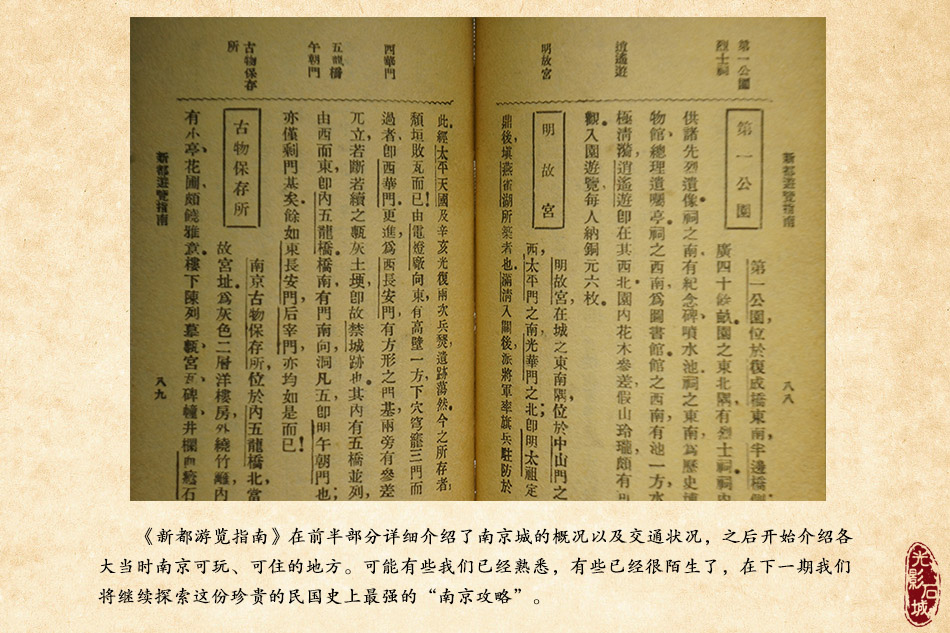 新都遊覽指南
八八
第一公園
烈士祠
逍遙遊
明故宮
第一公園
第一公園，位於復成橋東南半邊橋
廣四十餘畝。園之東北隅，有烈士祠，祠內
供諸先烈遺像。祠之南有紀念碑、噴水池。祠之東南，爲歷史博
物館、總理遺囑亭。祠之西南，爲圖書館。館之西南，有池一方，水
極清漪，逍遙遊即在其西北。園內花木參差，假山玲瓏，頗有
觀。入園遊覽，每人納銅元六枚。
明故宮
明故宮，在城之東南隅，位於中山門之
西，太平門之南，光華門之北；即明太祖定
鼎後，塡燕雀湖所築者也。滿清入關後，派將軍率旗兵駐防於
西華門
五龍橋
午朝門
古物保存所
此。經太平天國及辛亥光復兩次兵燹，遺跡蕩然。今之所存者，
頹垣敗瓦而已！由電燈廠向東，有高壁一方，下穴穹窿三門，而
過者，即西華門。更進爲西長安門，有方形之門基，兩旁有參差
兀立，若斷若續之甎灰土，即故禁城跡也。其內有五橋並列，
由西而東，即內五龍橋。橋南有門南向，洞凡五，即明午朝門也；
亦僅剩門基矣。餘如東長安門，后宰門，亦均如是而已！
古物保存所
南京古物保存所，位於內五龍橋北，當
故宮址。爲灰色二層洋樓房，外繞竹籬，內
有小亭、花圃，頗饒雅意。樓下陳列墓甎、宮瓦、碑幢、井欄、石
新都遊覽指南
八九
《新都游览指南》在前半部分详细介绍了南京城的概况以及交通状况，之后开始介绍各
大当时南京可玩、可住的地方。可能有些我们已经熟悉，有些已经很陌生了，在下一期我们
将继续探索这份珍贵的民国史上最强的“南京攻略”。
光影石城